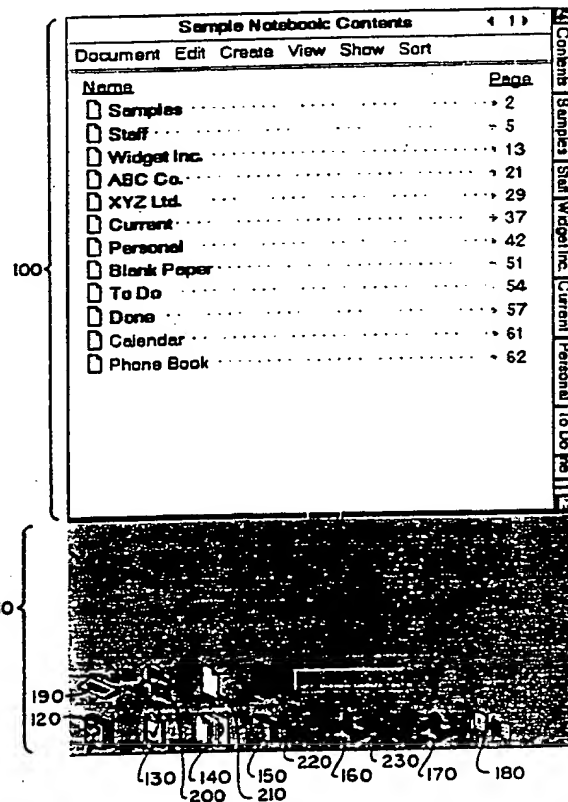 Sample Notebook: Contents ◂ 1 ▸
Document Edit Create View Show Sort
Name Page
Samples 2
Staff 5
Widget Inc. 13
ABC Co. 21
XYZ Ltd. 29
Current 37
Personal 42
Blank Paper 51
To Do 54
Done 57
Calendar 61
Phone Book 62
Contents Samples Staff Widget Inc. Current Personal To Do
100
190
120
130 140 150 220 160 230 170 180
200 210